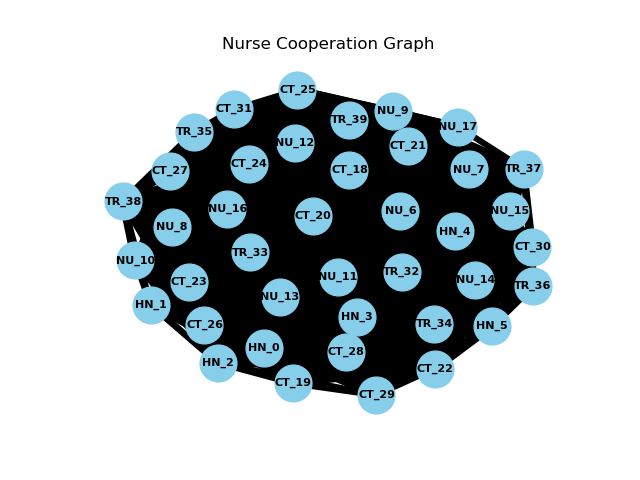 Nurse Cooperation Graph
CT_25
CT_31
NU_9
TR_39
NU_17
TR_35
NU_12
CT_21
CT_24
CT_18
NU_7
TR_37
CT_27
TR_38
NU_16
NU_6
NU_15
CT_20
NU_8
HN_4
CT_30
TR_33
NU_10
TR_32
NU_11
NU_14
CT_23
TR_36
NU_13
HN_1
HN_3
TR_34
CT_26
HN_5
HN_0
CT_28
HN_2
CT_22
CT_19
CT_29